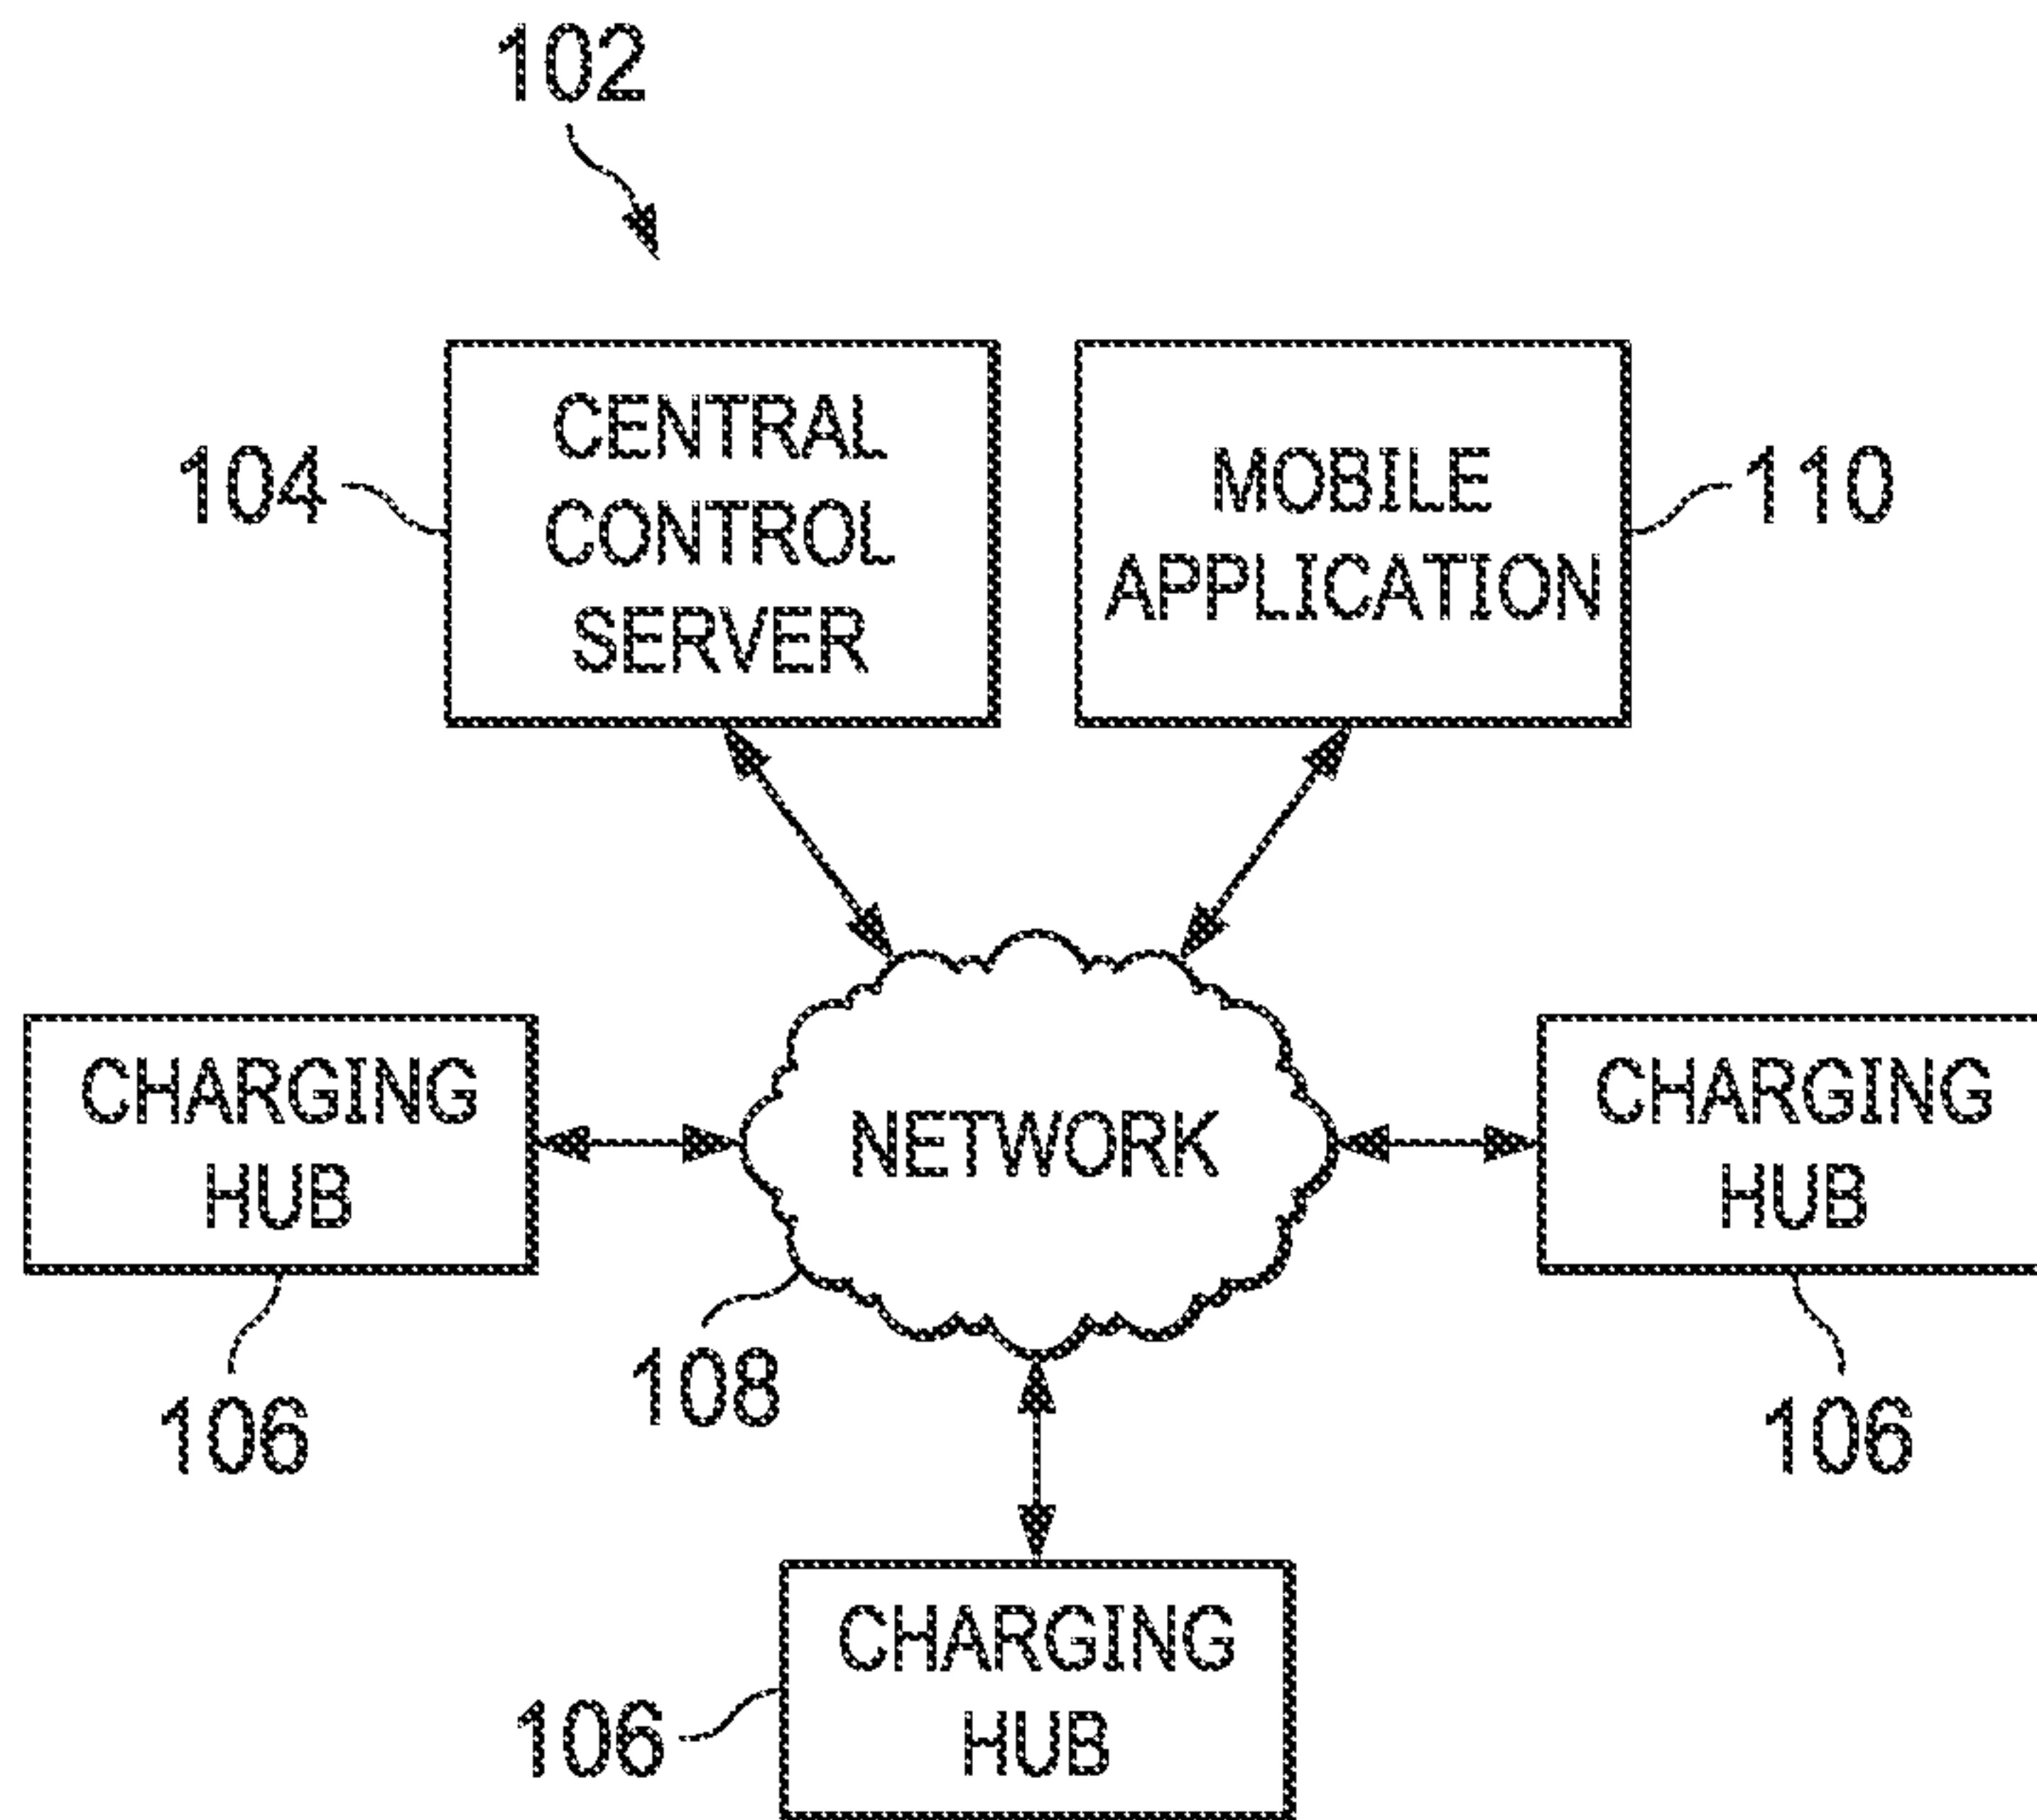 102
104
CENTRAL
CONTROL
SERVER
MOBILE
APPLICATION
110
CHARGING
HUB
106
NETWORK
108
CHARGING
HUB
106
CHARGING
HUB
106